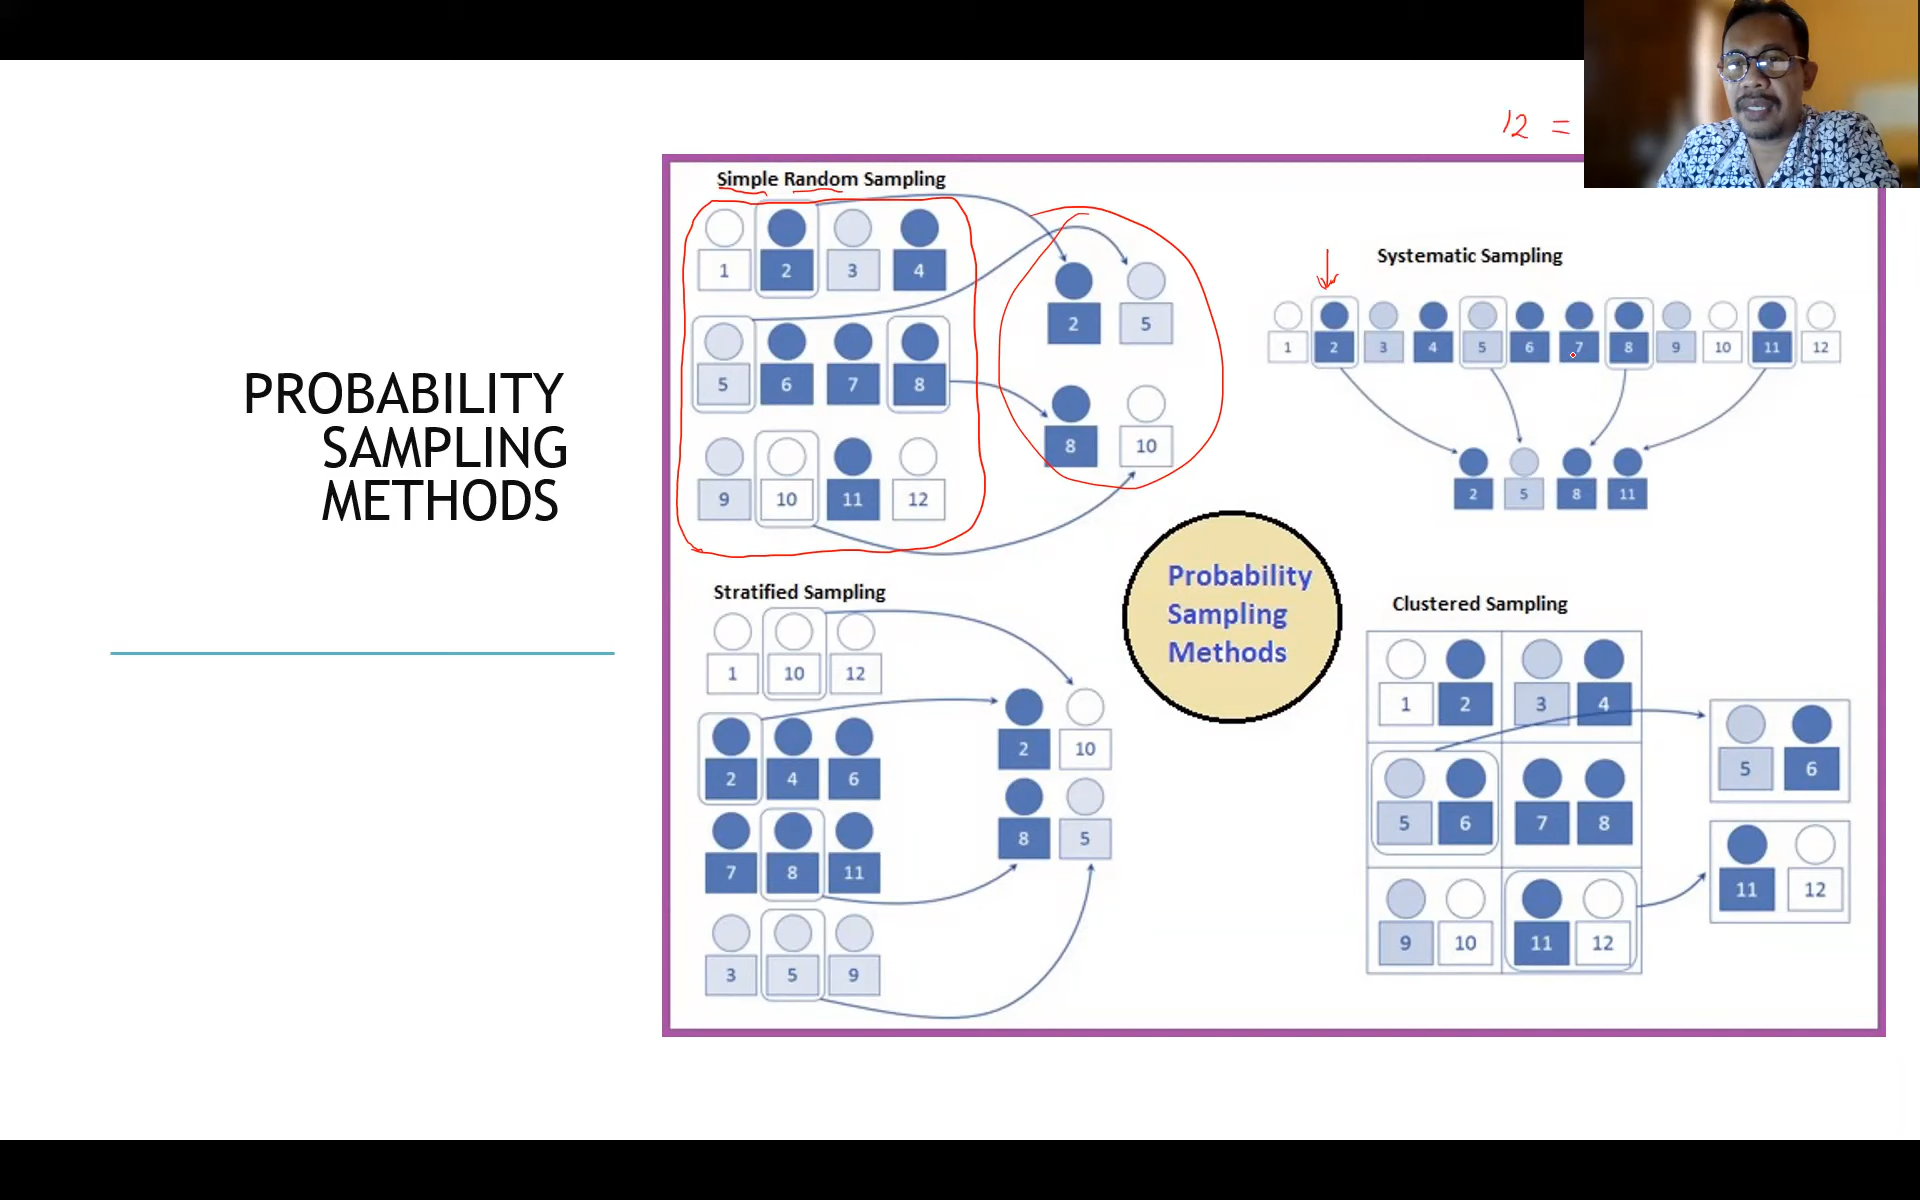 PROBABILITY
SAMPLING
METHODS
12 =
Simple Random Sampling
1 2 3 4
5 6 7 8
9 10 11 12
2 5
8 10
Systematic Sampling
1 2 3 4 5 6 7 8 9 10 11 12
2 5 8 11
Probability
Sampling
Methods
Stratified Sampling
1 10 12
2 4 6
7 8 11
3 5 9
2 10
8 5
Clustered Sampling
1 2 3 4
5 6 7 8
9 10 11 12
5 6
11 12